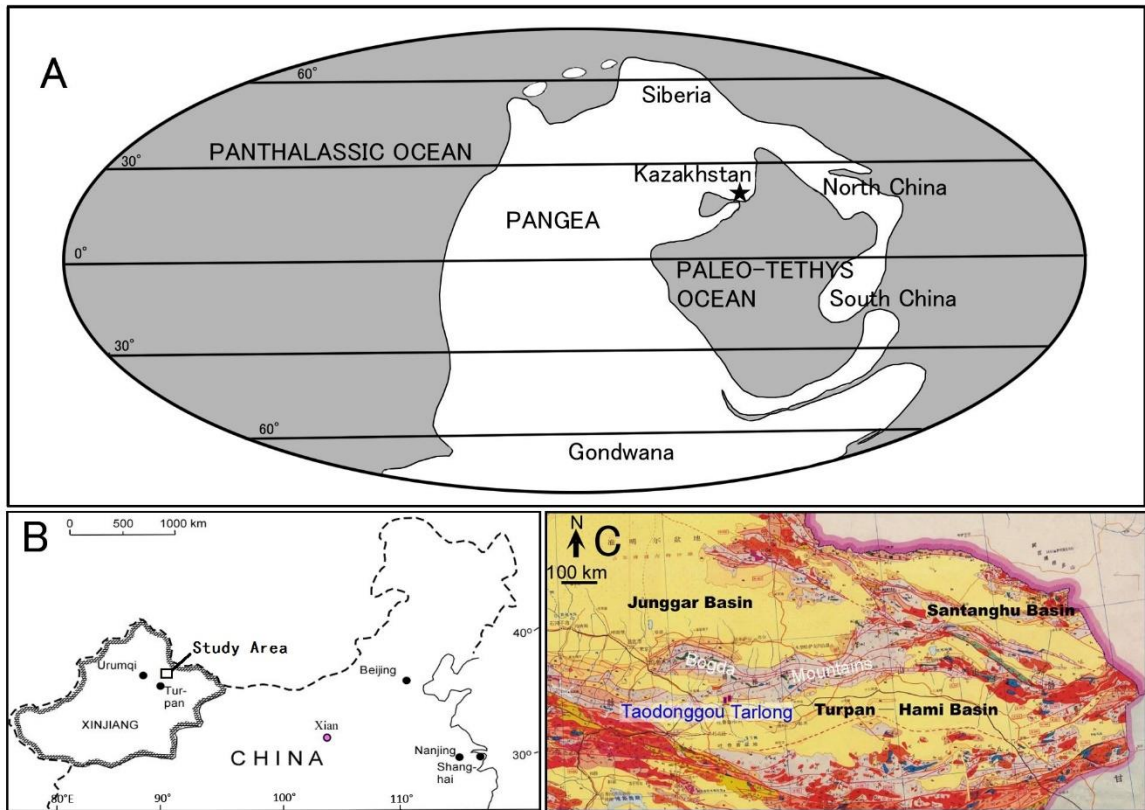 A
60°
Siberia
PANTHALASSIC OCEAN
30°
Kazakhstan
North China
PANGEA
0°
PALEO-TETHYS
OCEAN
South China
30°
60°
Gondwana
B
0 500 1000 km
Study Area
Urumqi
Tur-
pan
XINJIANG
Beijing
Xian
CHINA
Nanjing
Shang-
hai
40°
30°
80°E
90°
100°
110°
N
C
100 km
Junggar Basin
Santanghu Basin
Bogda
Mountains
Taodonggou Tarlong
Turpan
Hami Basin